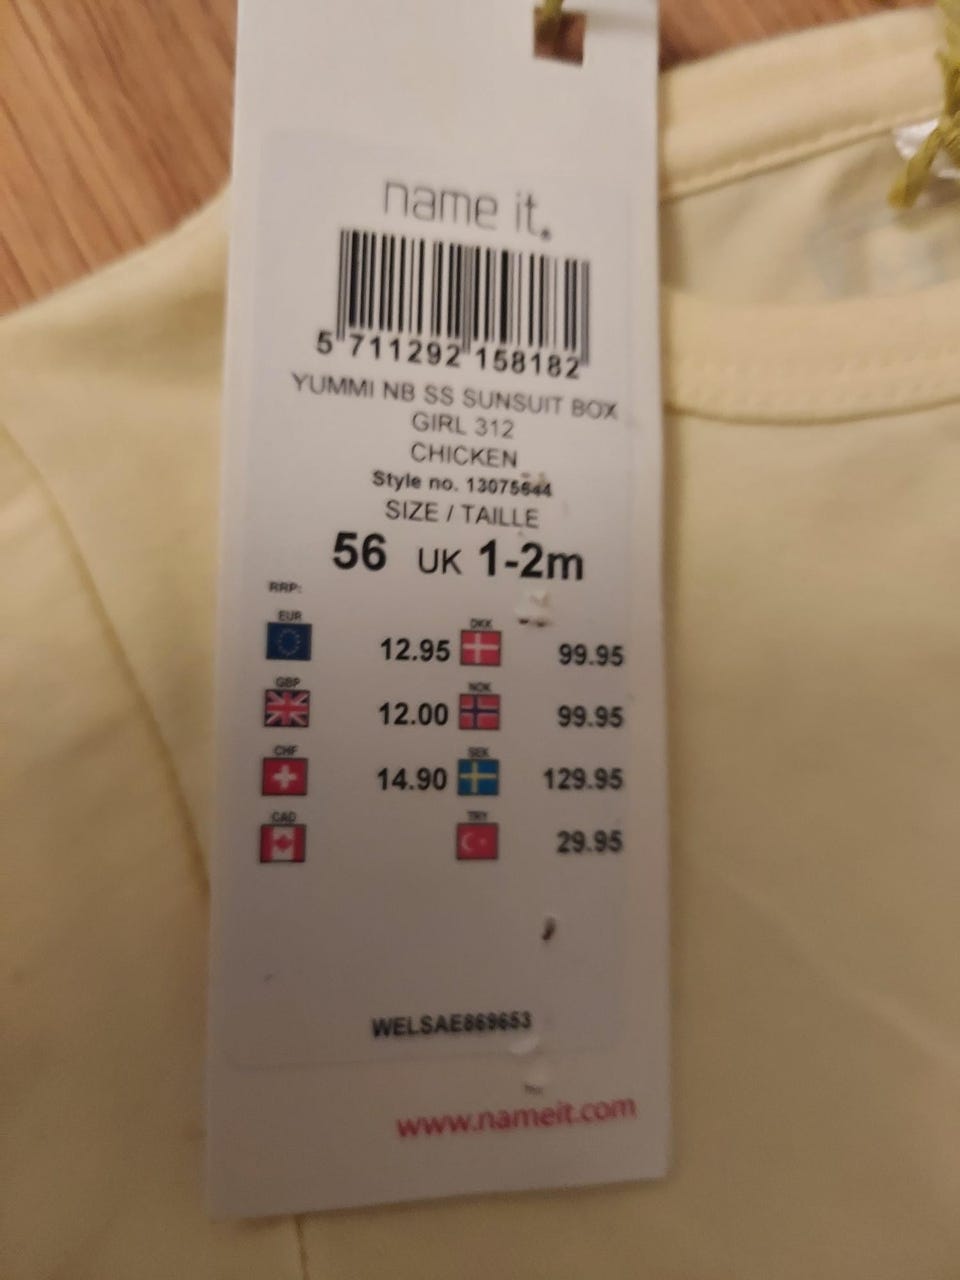 name it.
5 711292 158182
YUMMI NB SS SUNSUIT BOX
GIRL 312
CHICKEN
Style no. 13075644
SIZE / TAILLE
56 UK 1-2m
RRP:
EUR 12.95 DKK 99.95
GBP 12.00 NOK 99.95
CHF 14.90 SEK 129.95
CAD TRY 29.95
WELSAE869653
www.nameit.com